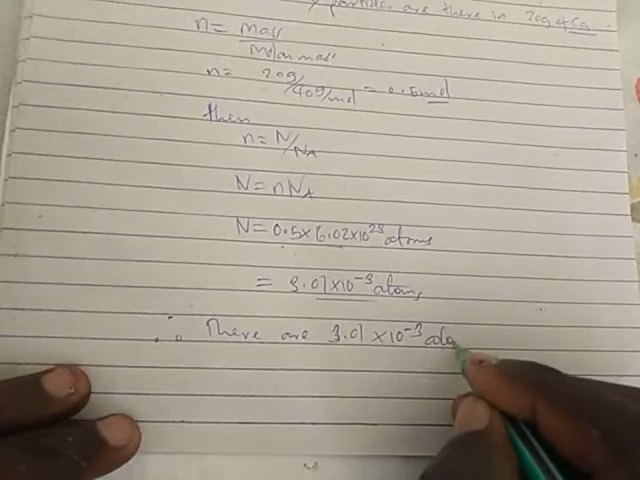 particles are there in 20g of Ca.
n = mass
Molar mass
n = 20g/40g/mol = 0.5mol
then
n = N/NA
N = nNA
N = 0.5 × 6.02×10²³ atoms
= 3.01×10⁻³ atoms
∴ There are 3.01×10⁻³ ato